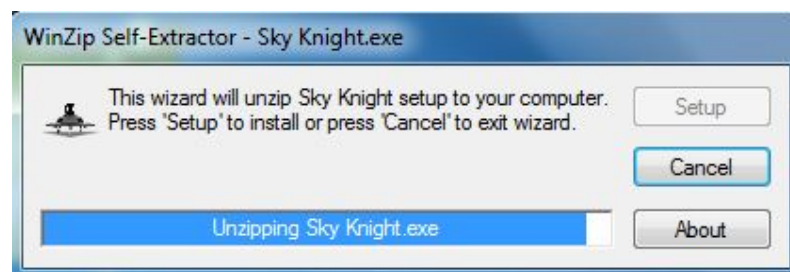 WinZip Self-Extractor - Sky Knight.exe
This wizard will unzip Sky Knight setup to your computer.
Press 'Setup' to install or press 'Cancel' to exit wizard.
Setup
Cancel
Unzipping Sky Knight.exe
About